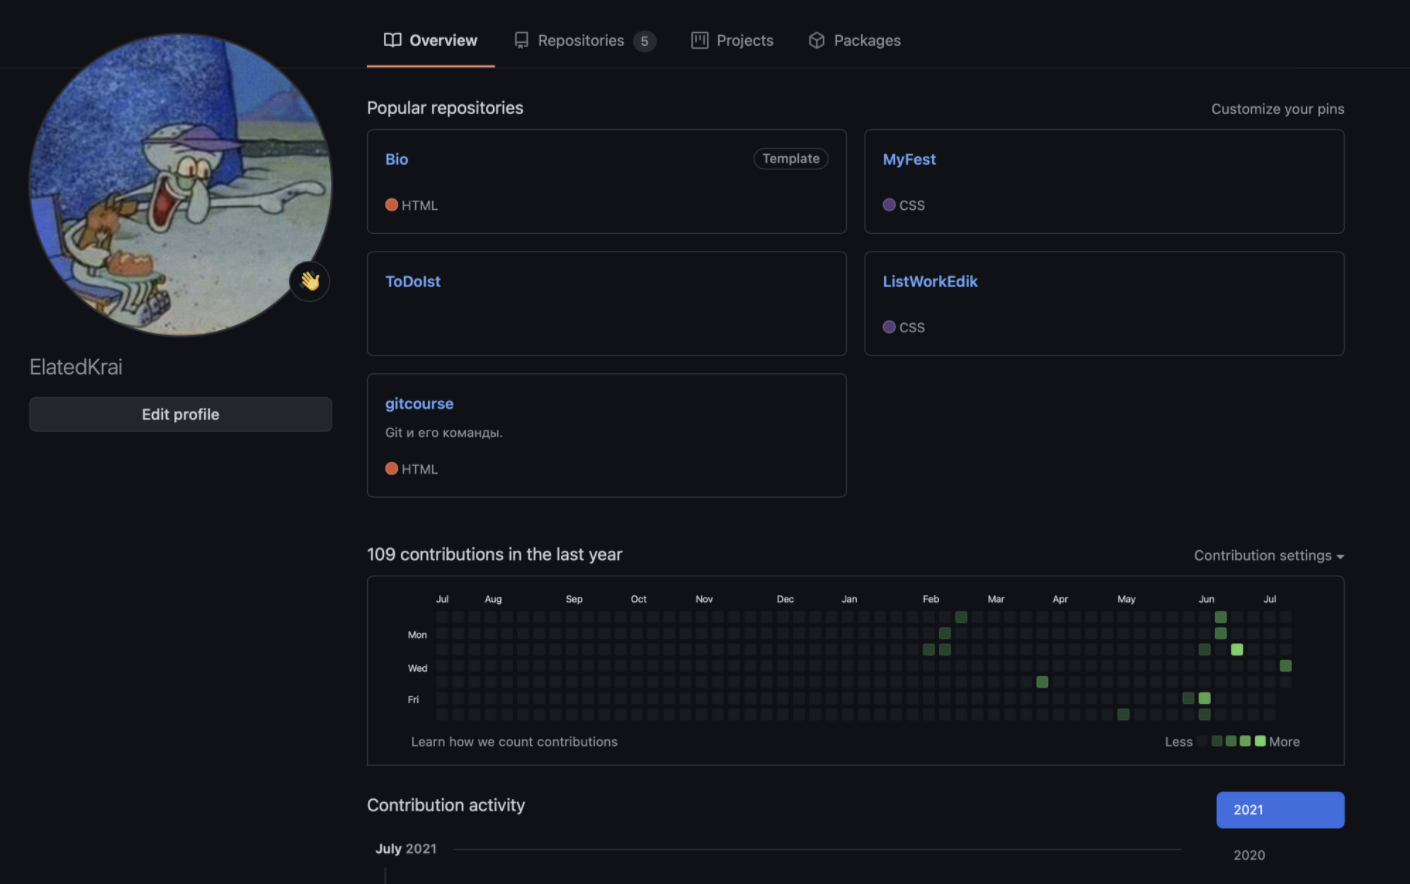 Overview Repositories 5 Projects Packages
Popular repositories Customize your pins
Bio Template
HTML
MyFest
CSS
ToDoIst
ListWorkEdik
CSS
gitcourse
Git и его команды.
HTML
ElatedKrai
Edit profile
109 contributions in the last year Contribution settings
Jul Aug Sep Oct Nov Dec Jan Feb Mar Apr May Jun Jul
Mon
Wed
Fri
Learn how we count contributions Less More
Contribution activity
2021
July 2021
2020